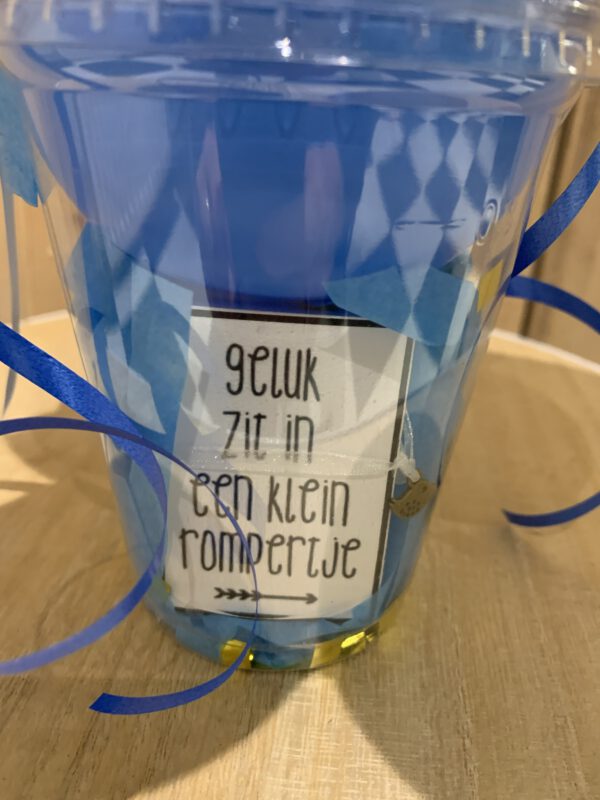 geluk
zit in
een klein
rompertje